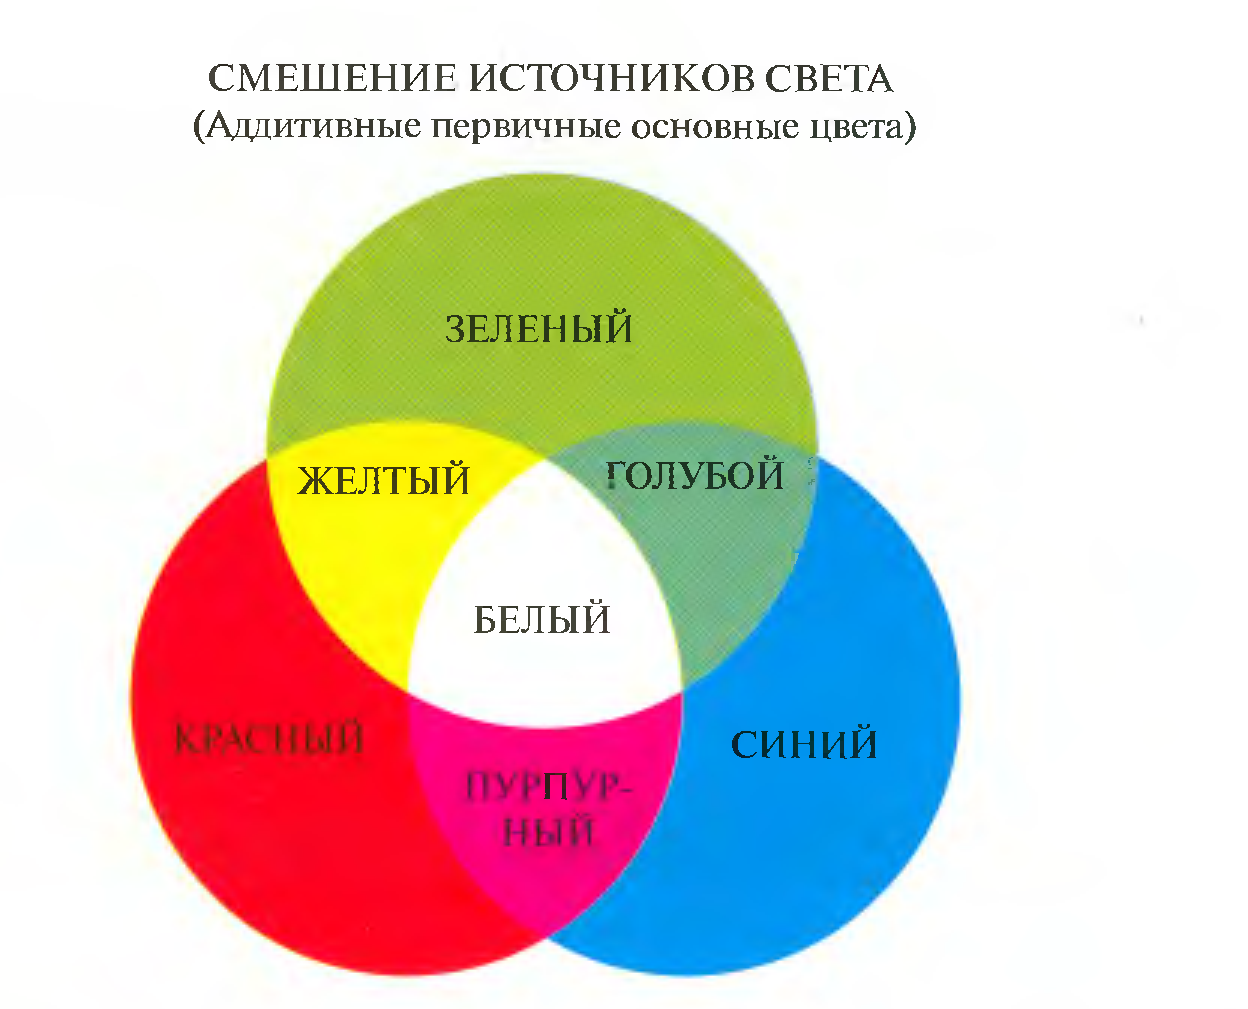 СМЕШЕНИЕ ИСТОЧНИКОВ СВЕТА
(Аддитивные первичные основные цвета)
ЗЕЛЕНЫЙ
ЖЕЛТЫЙ
ГОЛУБОЙ
БЕЛЫЙ
КРАСНЫЙ
СИНИЙ
ПУРПУР-
НЫЙ